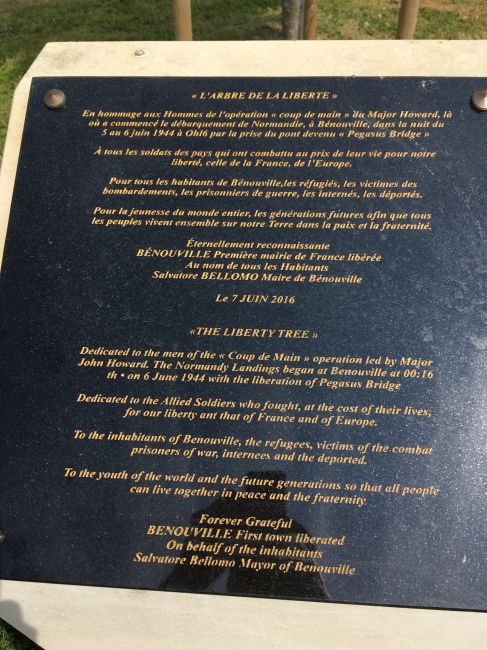 « L'ARBRE DE LA LIBERTE »
En hommage aux Hommes de l'opération « coup de main » du Major Howard, là
où a commencé le débarquement de Normandie, à Bénouville, dans la nuit du
5 au 6 juin 1944 à 0h16 par la prise du pont devenu « Pegasus Bridge »
À tous les soldats des pays qui ont combattu au prix de leur vie pour notre
liberté, celle de la France, de l'Europe.
Pour tous les habitants de Bénouville,les réfugiés, les victimes des
bombardements, les prisonniers de guerre, les internés, les déportés.
Pour la jeunesse du monde entier, les générations futures afin que tous
les peuples vivent ensemble sur notre Terre dans la paix et la fraternité.
Éternellement reconnaissante
BÉNOUVILLE Première mairie de France libérée
Au nom de tous les Habitants
Salvatore BELLOMO Maire de Bénouville
Le 7 JUIN 2016
«THE LIBERTY TREE »
Dedicated to the men of the « Coup de Main » operation led by Major
John Howard. The Normandy Landings began at Benouville at 00:16
th • on 6 June 1944 with the liberation of Pegasus Bridge
Dedicated to the Allied Soldiers who fought, at the cost of their lives,
for our liberty ant that of France and of Europe.
To the inhabitants of Benouville, the refugees, victims of the combat
prisoners of war, internees and the deported.
To the youth of the world and the future generations so that all people
can live together in peace and the fraternity
Forever Grateful
BENOUVILLE First town liberated
On behalf of the inhabitants
Salvatore Bellomo Mayor of Benouville